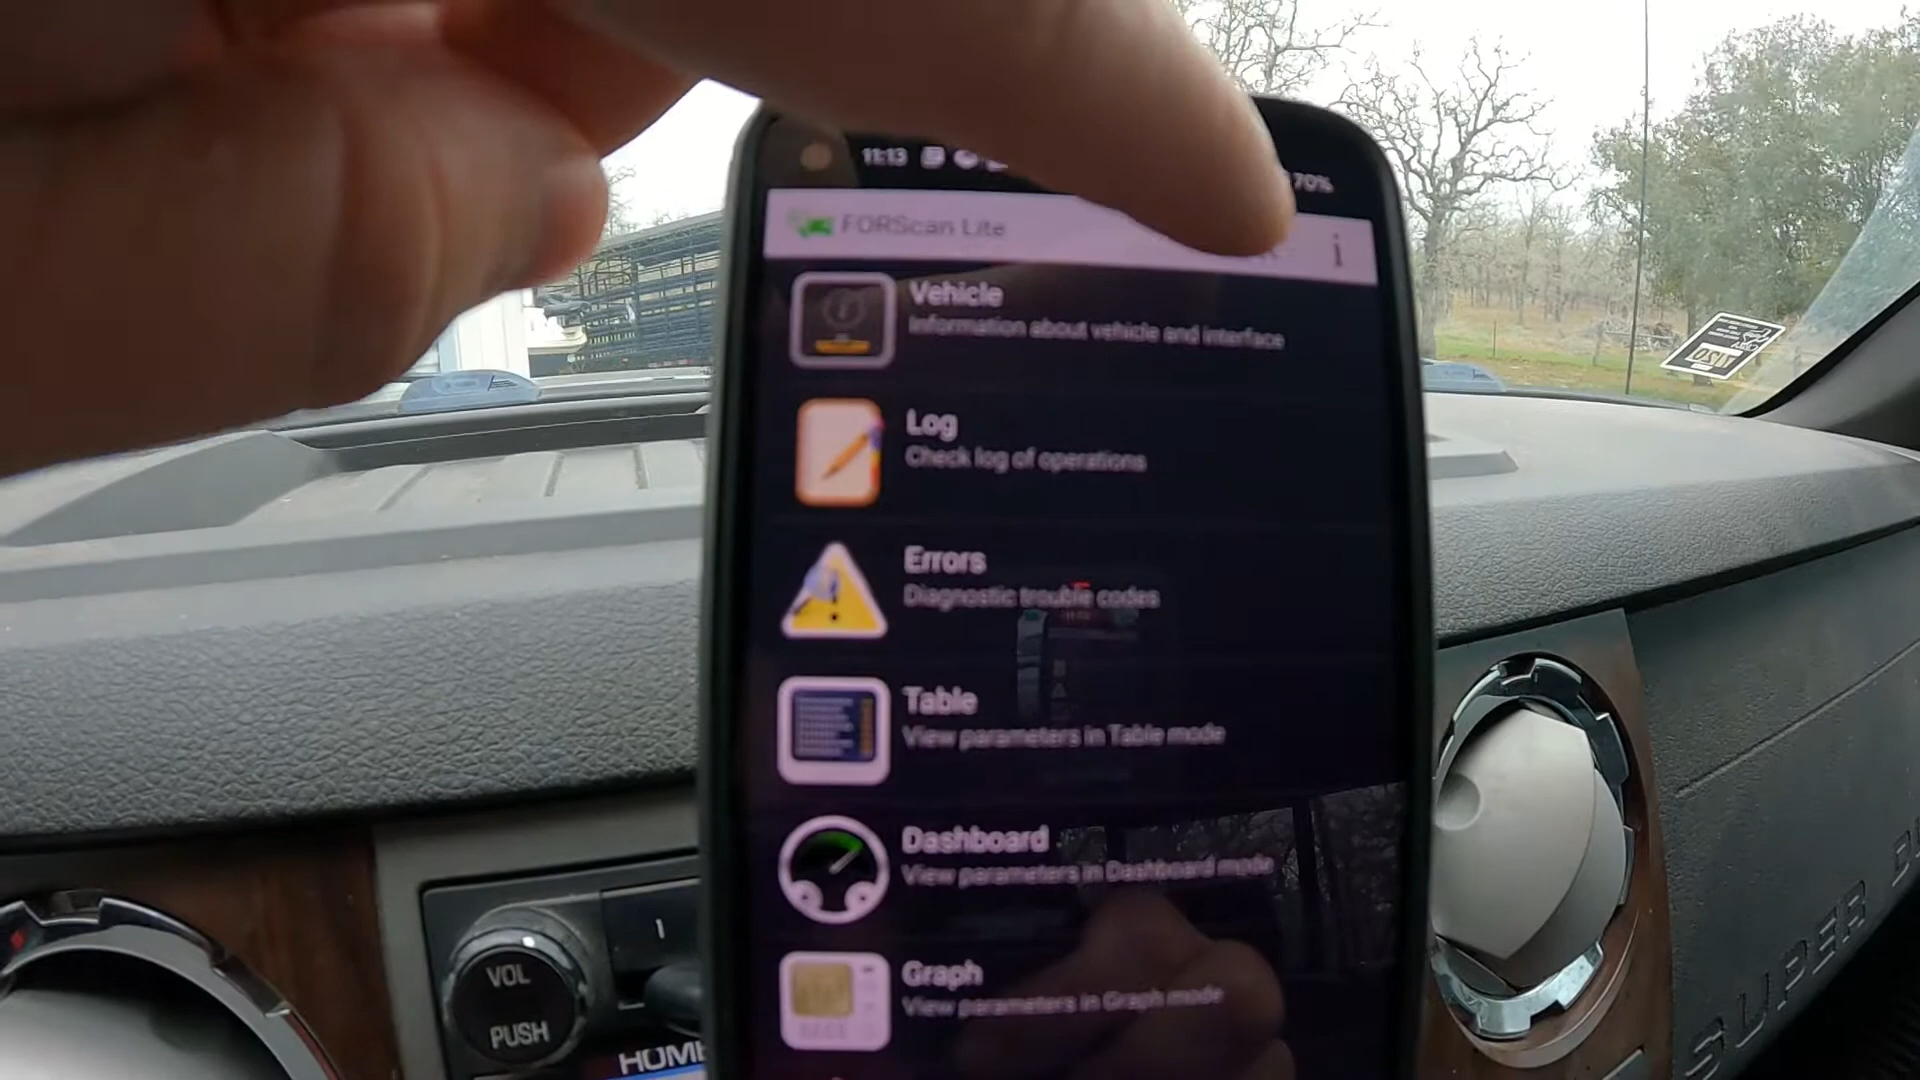 11:13
70%
FORScan Lite
i
Vehicle
Information about vehicle and interface
Log
Check log of operations
Errors
Diagnostic trouble codes
Table
View parameters in Table mode
Dashboard
View parameters in Dashboard mode
Graph
View parameters in Graph mode
1
VOL
PUSH
HOME
SUPER D